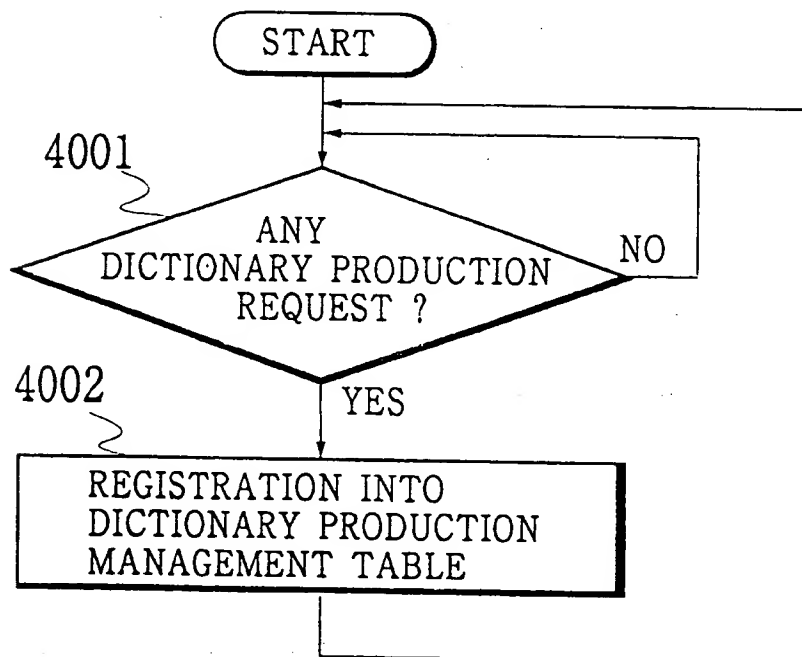 START
4001
ANY
DICTIONARY PRODUCTION
REQUEST ?
NO
YES
4002
REGISTRATION INTO
DICTIONARY PRODUCTION
MANAGEMENT TABLE